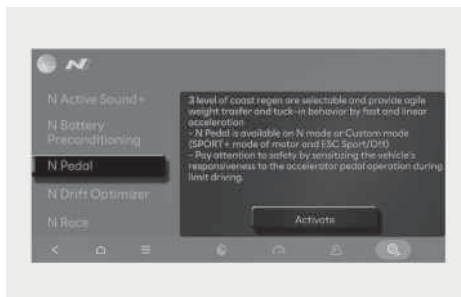 N
N Active Sound+
N Battery
Preconditioning
N Pedal
N Drift Optimizer
N Race
3 level of coast regen are selectable and provide agile
weight trasfer and tuck-in behavior by fast and linear
acceleration
- N Pedal is available on N mode or Custom mode
(SPORT+ mode of motor and ESC Sport/Off)
- Pay attention to safety by sensitizing the vehicle's
responsiveness to the accelerator pedal operation during
limit driving.
Activate